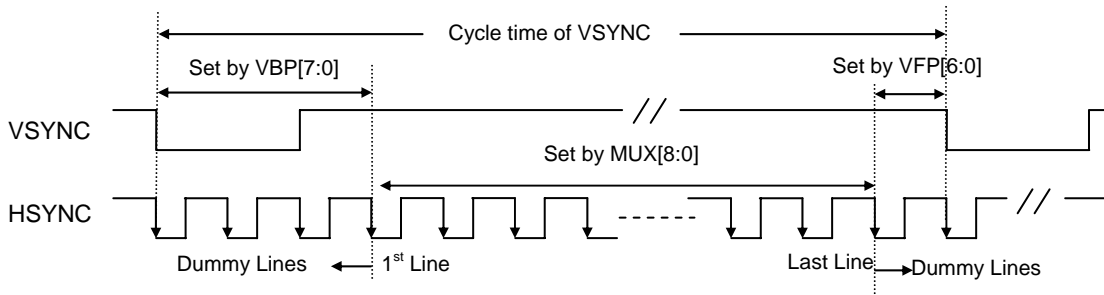 Cycle time of VSYNC
Set by VBP[7:0]
Set by VFP[6:0]
VSYNC
Set by MUX[8:0]
HSYNC
Dummy Lines
1st Line
Last Line
Dummy Lines